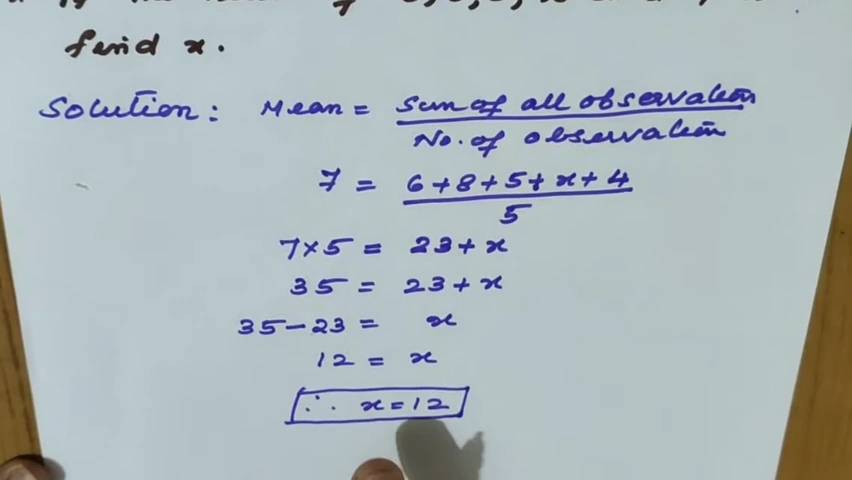 find x.
Solution: Mean = Sum of all observation / No. of observation
7 = 6+8+5+x+4 / 5
7×5 = 23+x
35 = 23+x
35-23 = x
12 = x
∴ x=12